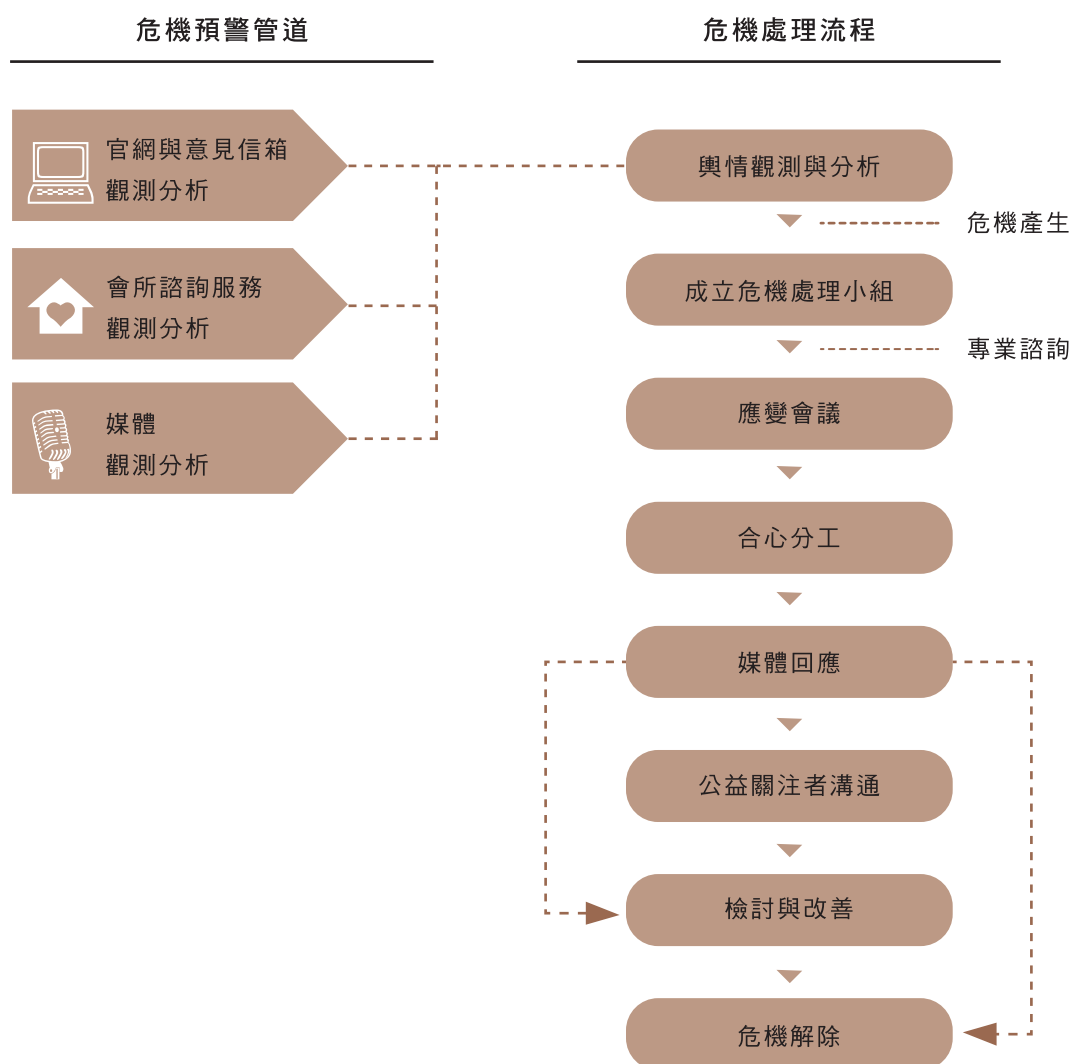 危機預警管道
官網與意見信箱
觀測分析
會所諮詢服務
觀測分析
媒體
觀測分析
危機處理流程
輿情觀測與分析
危機產生
成立危機處理小組
專業諮詢
應變會議
合心分工
媒體回應
公益關注者溝通
檢討與改善
危機解除